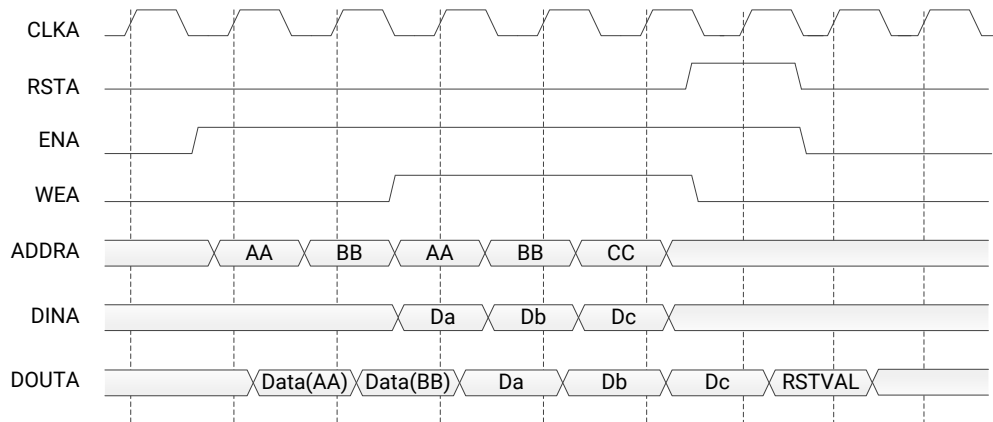 CLKA
RSTA
ENA
WEA
ADDRA AA BB AA BB CC
DINA Da Db Dc
DOUTA Data(AA) Data(BB) Da Db Dc RSTVAL